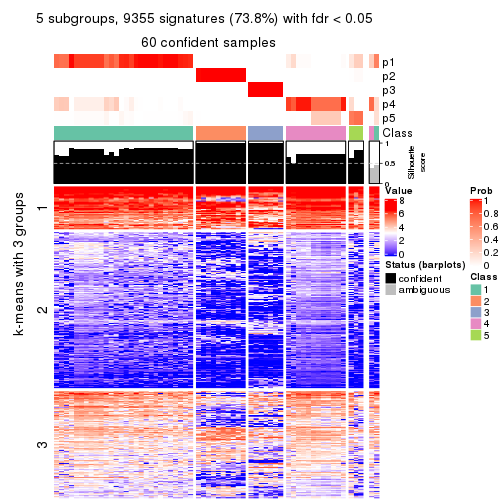 5 subgroups, 9355 signatures (73.8%) with fdr < 0.05
60 confident samples
p1
p2
p3
p4
p5
Class
1
0.5
0
Silhouette
score
k-means with 3 groups
1
2
3
Value
8
6
4
2
0
Status (barplots)
confident
ambiguous
Prob
1
0.8
0.6
0.4
0.2
0
Class
1
2
3
4
5